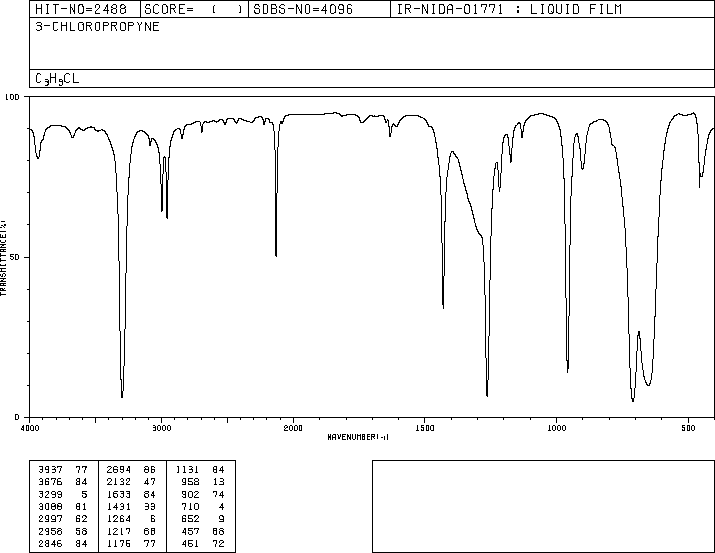 HIT-NO=2488 SCORE= ( ) SDBS-NO=4096 IR-NIDA-01771 : LIQUID FILM
3-CHLOROPROPYNE
C3H3CL
100
50
0
TRANSMITTANCE(%)
4000 3000 2000 1500 1000 500
WAVENUMBER(-1)
3937 77 2694 86 1131 84
3676 84 2132 47 958 13
3299 5 1633 84 902 74
3088 81 1431 33 710 4
2997 62 1264 6 652 9
2958 58 1217 68 457 68
2846 84 1176 77 451 72